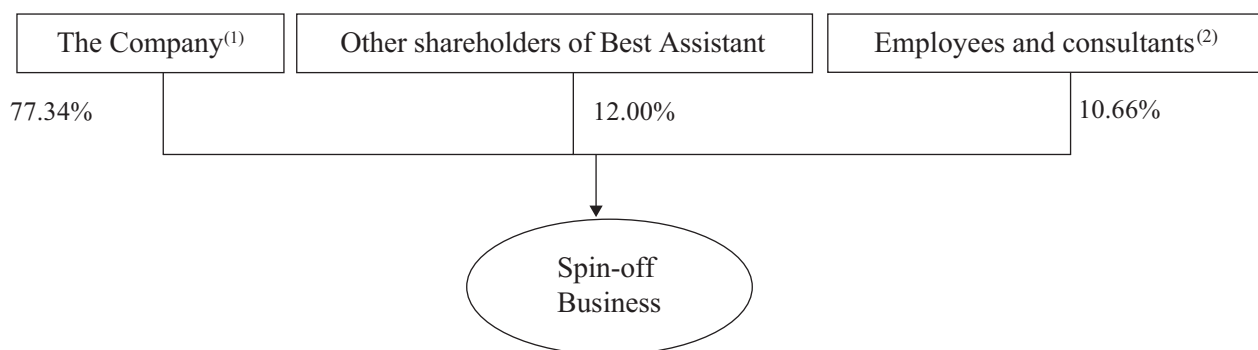 The Company(1)
Other shareholders of Best Assistant
Employees and consultants(2)
77.34%
12.00%
10.66%
Spin-off
Business